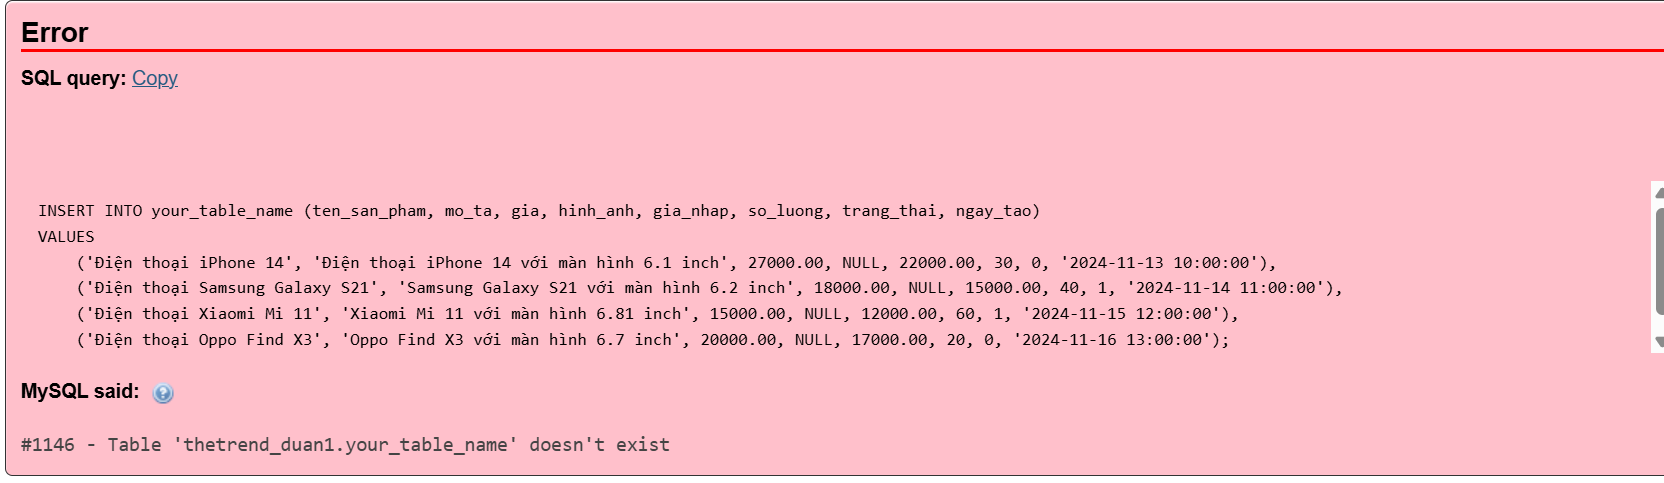 Error
SQL query: Copy
INSERT INTO your_table_name (ten_san_pham, mo_ta, gia, hinh_anh, gia_nhap, so_luong, trang_thai, ngay_tao)
VALUES
('Điện thoại iPhone 14', 'Điện thoại iPhone 14 với màn hình 6.1 inch', 27000.00, NULL, 22000.00, 30, 0, '2024-11-13 10:00:00'),
('Điện thoại Samsung Galaxy S21', 'Samsung Galaxy S21 với màn hình 6.2 inch', 18000.00, NULL, 15000.00, 40, 1, '2024-11-14 11:00:00'),
('Điện thoại Xiaomi Mi 11', 'Xiaomi Mi 11 với màn hình 6.81 inch', 15000.00, NULL, 12000.00, 60, 1, '2024-11-15 12:00:00'),
('Điện thoại Oppo Find X3', 'Oppo Find X3 với màn hình 6.7 inch', 20000.00, NULL, 17000.00, 20, 0, '2024-11-16 13:00:00');
MySQL said: ?
#1146 - Table 'thetrend_duan1.your_table_name' doesn't exist